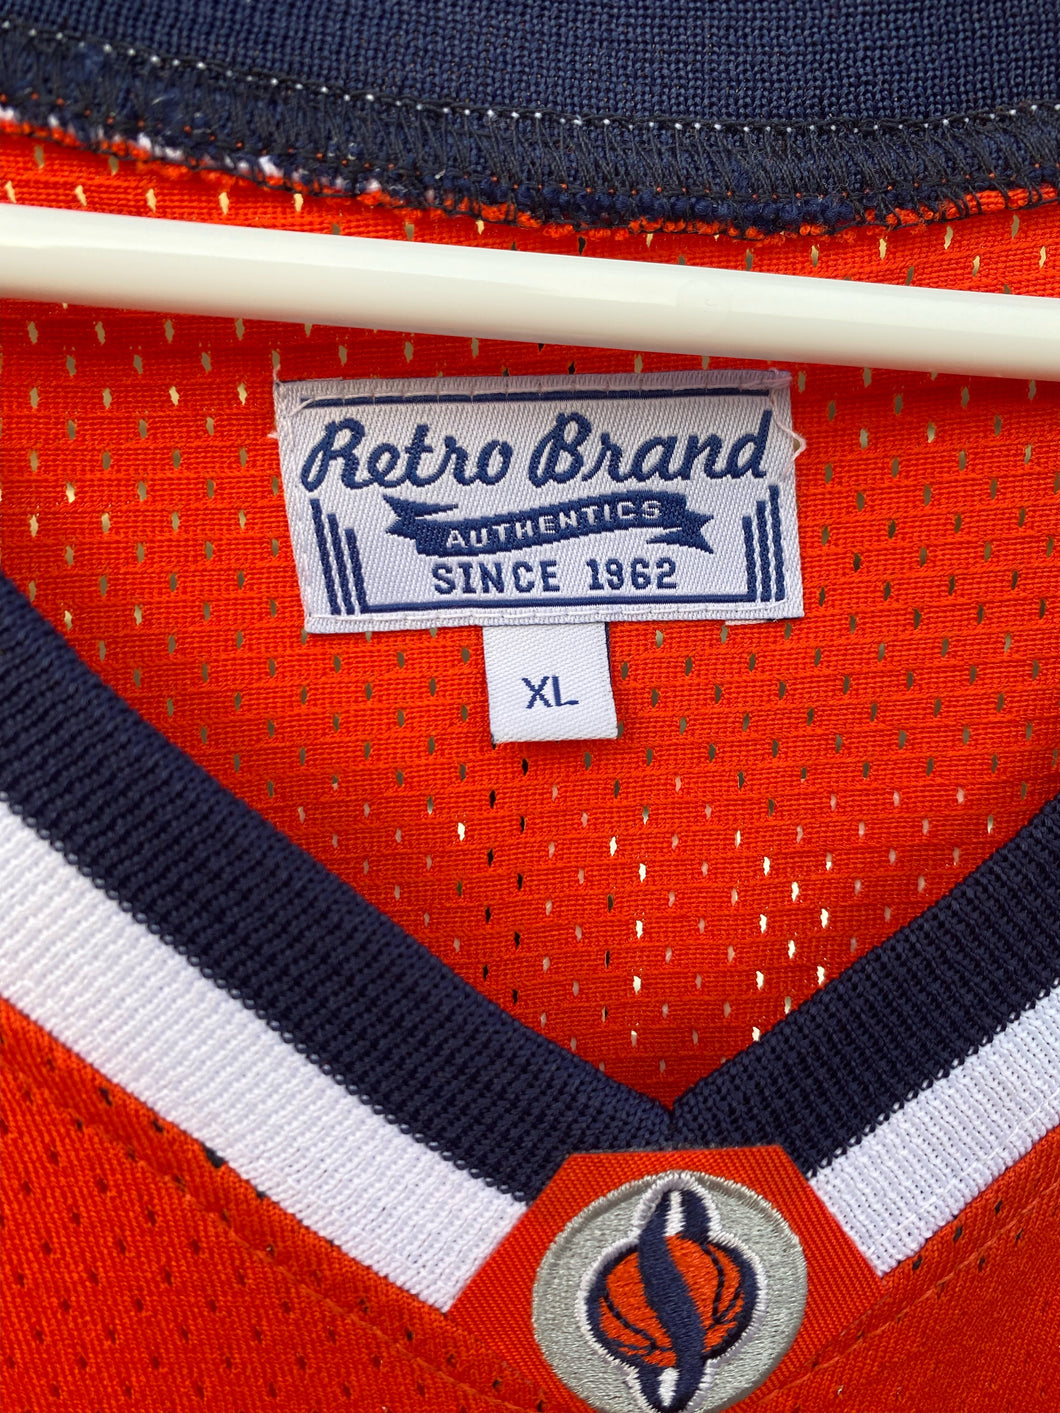 Retro Brand
AUTHENTICS
SINCE 1962
XL